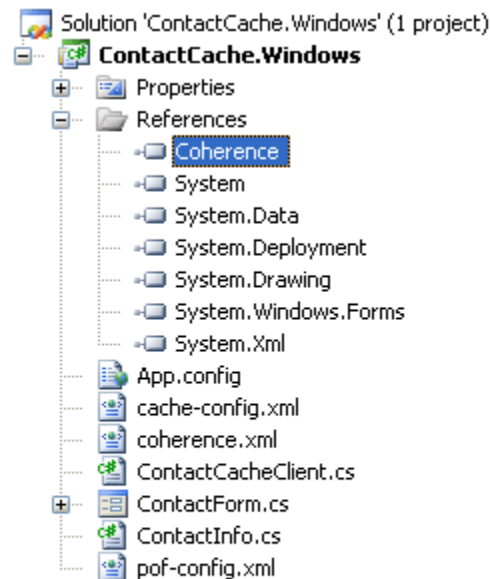 Solution 'ContactCache.Windows' (1 project)
ContactCache.Windows
Properties
References
Coherence
System
System.Data
System.Deployment
System.Drawing
System.Windows.Forms
System.Xml
App.config
cache-config.xml
coherence.xml
ContactCacheClient.cs
ContactForm.cs
ContactInfo.cs
pof-config.xml